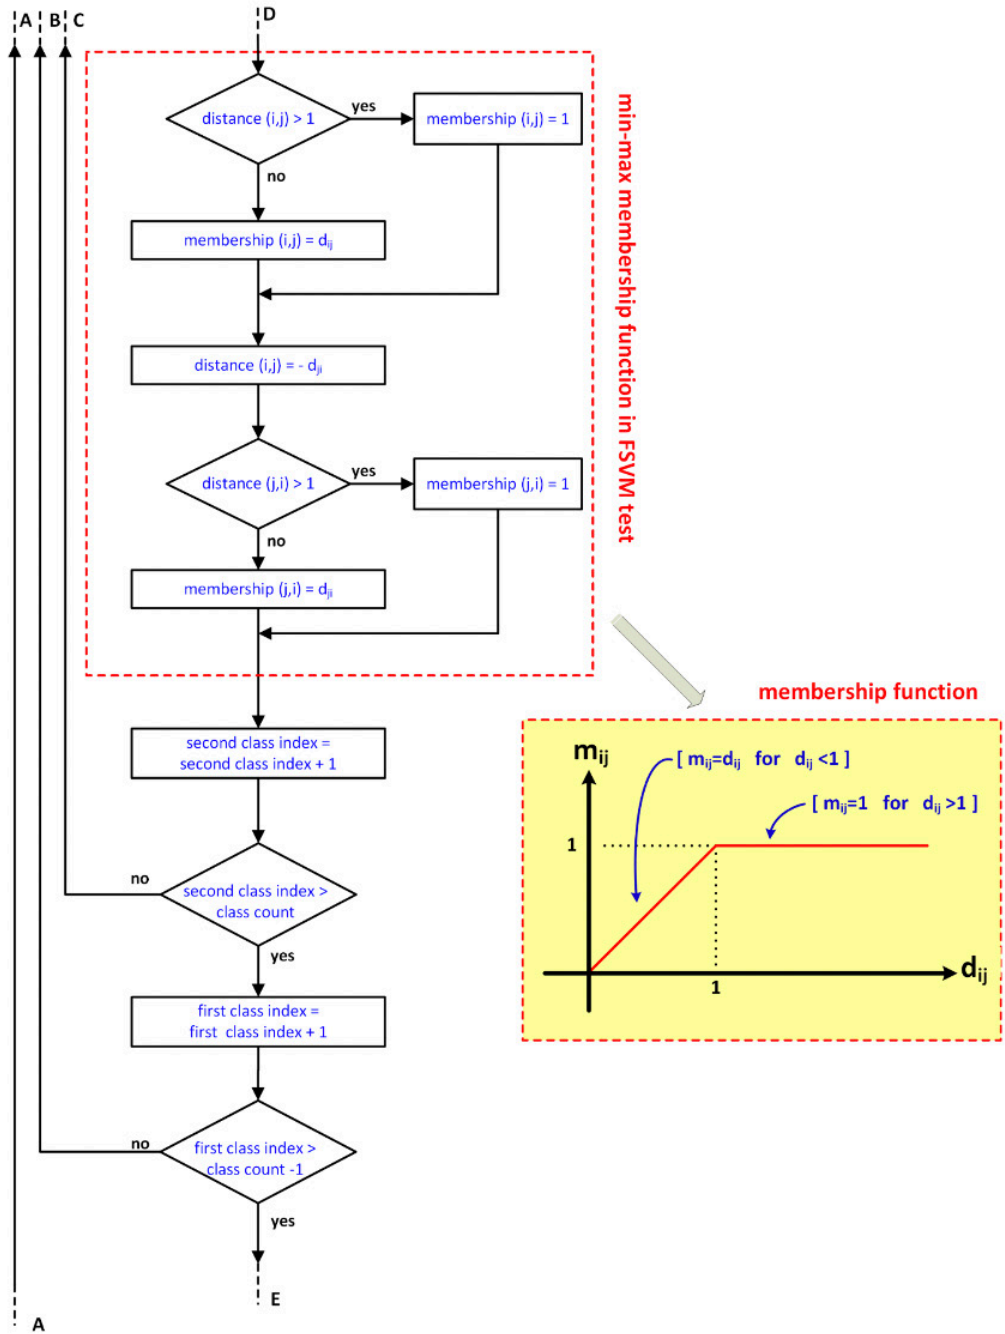 A B C
D
distance (i,j) > 1
yes
membership (i,j) = 1
no
membership (i,j) = dij
distance (i,j) = - dji
distance (j,i) > 1
yes
membership (j,i) = 1
no
membership (j,i) = dji
min-max membership function in FSVM test
second class index =
second class index + 1
no
second class index >
class count
yes
first class index =
first class index + 1
no
first class index >
class count -1
yes
E
A
membership function
mij
[ mij=dij for dij <1 ]
[ mij=1 for dij >1 ]
1
1
dij